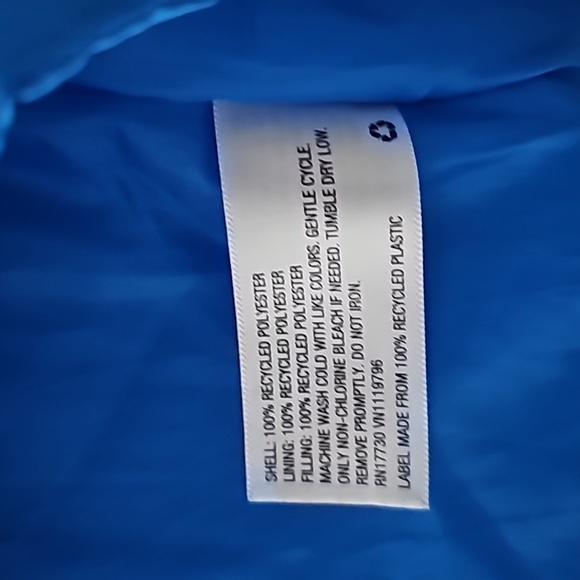 SHELL: 100% RECYCLED POLYESTER
LINING: 100% RECYCLED POLYESTER
FILLING: 100% RECYCLED POLYESTER
MACHINE WASH COLD WITH LIKE COLORS. GENTLE CYCLE.
ONLY NON-CHLORINE BLEACH IF NEEDED. TUMBLE DRY LOW.
REMOVE PROMPTLY. DO NOT IRON.
RN17730 VN1119796
LABEL MADE FROM 100% RECYCLED PLASTIC